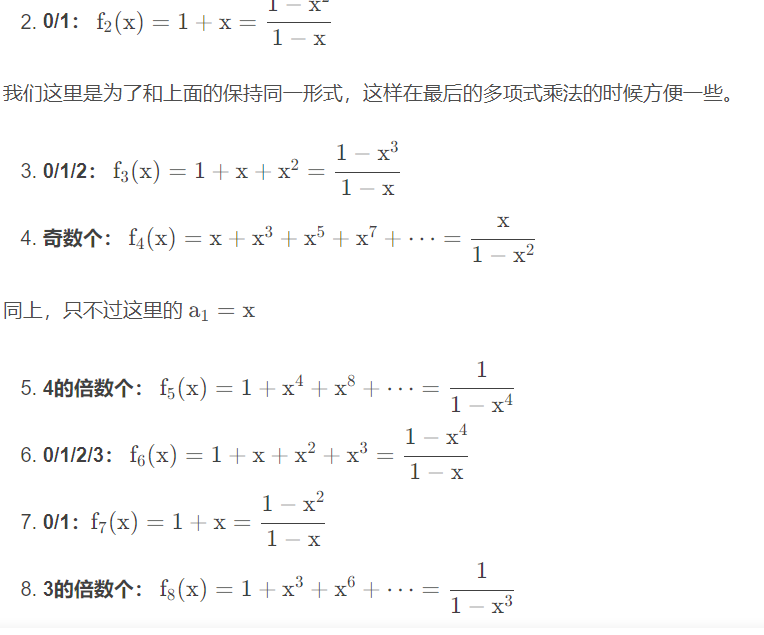 2. 0/1： f₂(x) = 1 + x = (1 − x²)/(1 − x)
我们这里是为了和上面的保持同一形式，这样在最后的多项式乘法的时候方便一些。
3. 0/1/2： f₃(x) = 1 + x + x² = (1 − x³)/(1 − x)
4. 奇数个： f₄(x) = x + x³ + x⁵ + x⁷ + ⋯ = x/(1 − x²)
同上，只不过这里的 a₁ = x
5. 4的倍数个： f₅(x) = 1 + x⁴ + x⁸ + ⋯ = 1/(1 − x⁴)
6. 0/1/2/3： f₆(x) = 1 + x + x² + x³ = (1 − x⁴)/(1 − x)
7. 0/1： f₇(x) = 1 + x = (1 − x²)/(1 − x)
8. 3的倍数个： f₈(x) = 1 + x³ + x⁶ + ⋯ = 1/(1 − x³)